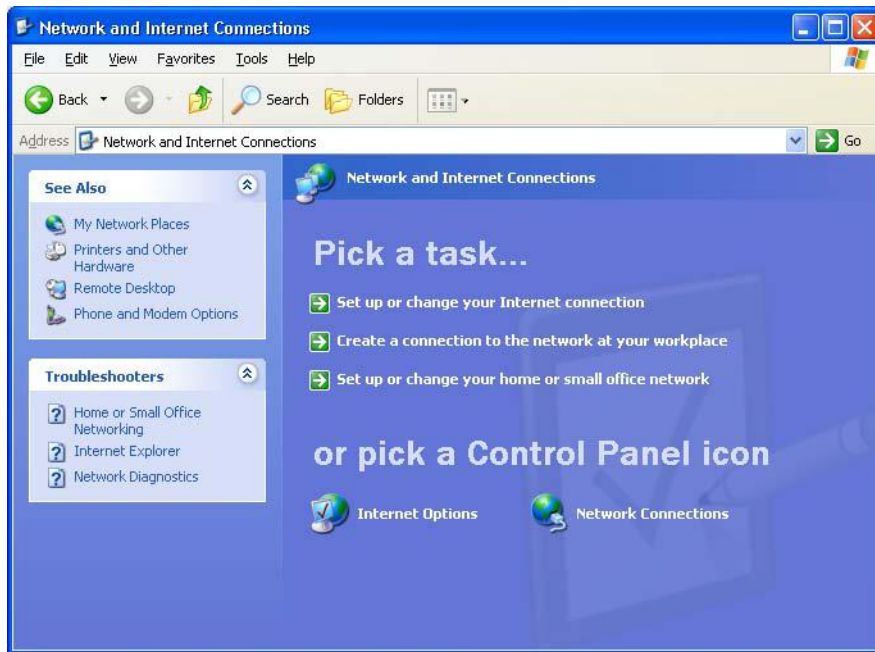 Network and Internet Connections
File Edit View Favorites Tools Help
Back Search Folders
Address Network and Internet Connections Go
See Also
My Network Places
Printers and Other
Hardware
Remote Desktop
Phone and Modem Options
Troubleshooters
Home or Small Office
Networking
Internet Explorer
Network Diagnostics
Network and Internet Connections
Pick a task...
Set up or change your Internet connection
Create a connection to the network at your workplace
Set up or change your home or small office network
or pick a Control Panel icon
Internet Options Network Connections